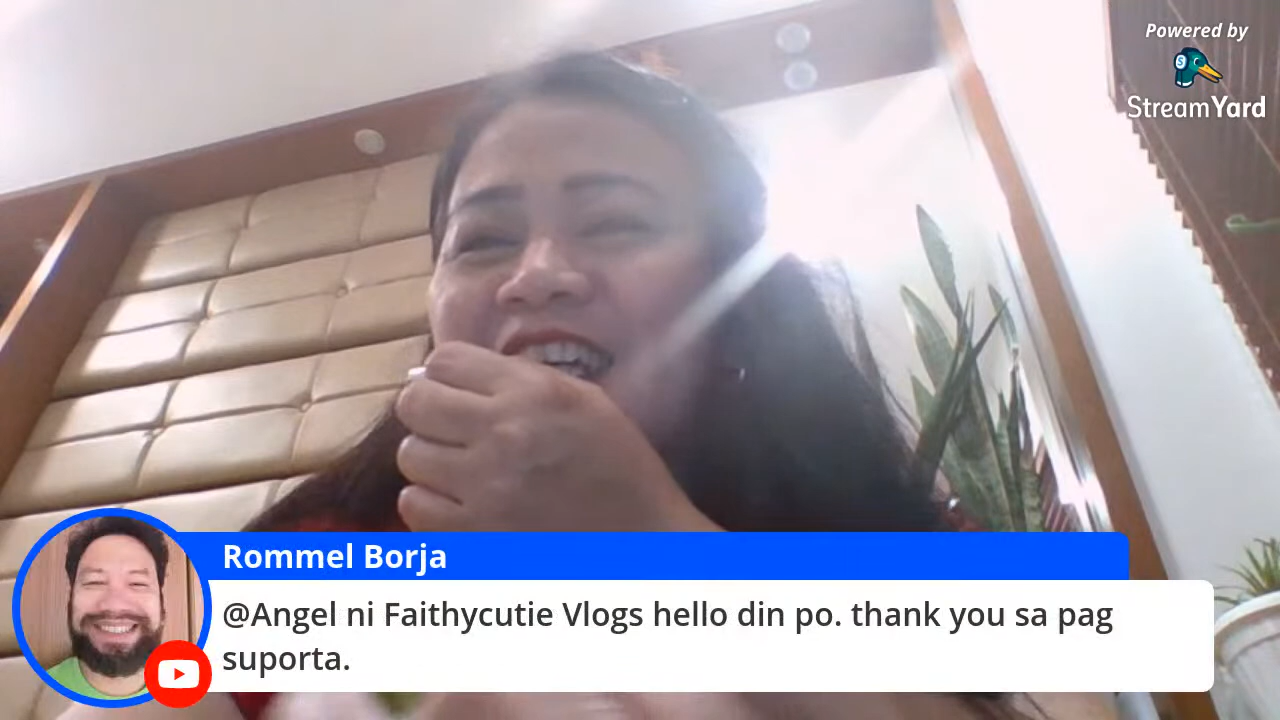 Powered by
StreamYard
Rommel Borja
@Angel ni Faithycutie Vlogs hello din po. thank you sa pag
suporta.